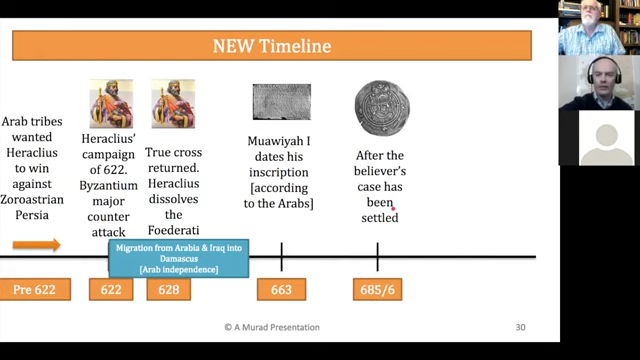 NEW Timeline
Arab tribes
wanted
Heraclius
to win
against
Zoroastrian
Persia
Heraclius'
campaign
of 622.
Byzantium
major
counter
attack
True cross
returned.
Heraclius
dissolves
the
Foederati
Muawiyah I
dates his
inscription
[according
to the Arabs]
After the
believer's
case has
been
settled
Migration from Arabia & Iraq into
Damascus
[Arab independence]
Pre 622
622
628
663
685/6
© A Murad Presentation
30